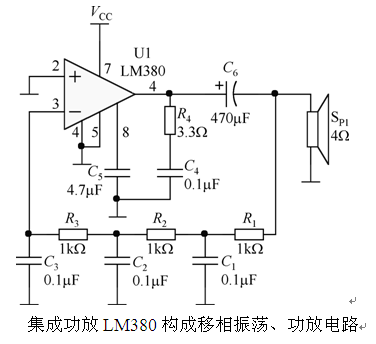 VCC
U1
LM380
2
7
3
4
4
5
8
C6
470μF
R4
3.3Ω
SP1
4Ω
C5
4.7μF
C4
0.1μF
R3
1kΩ
R2
1kΩ
R1
1kΩ
C3
0.1μF
C2
0.1μF
C1
0.1μF
集成功放 LM380 构成移相振荡、功放电路